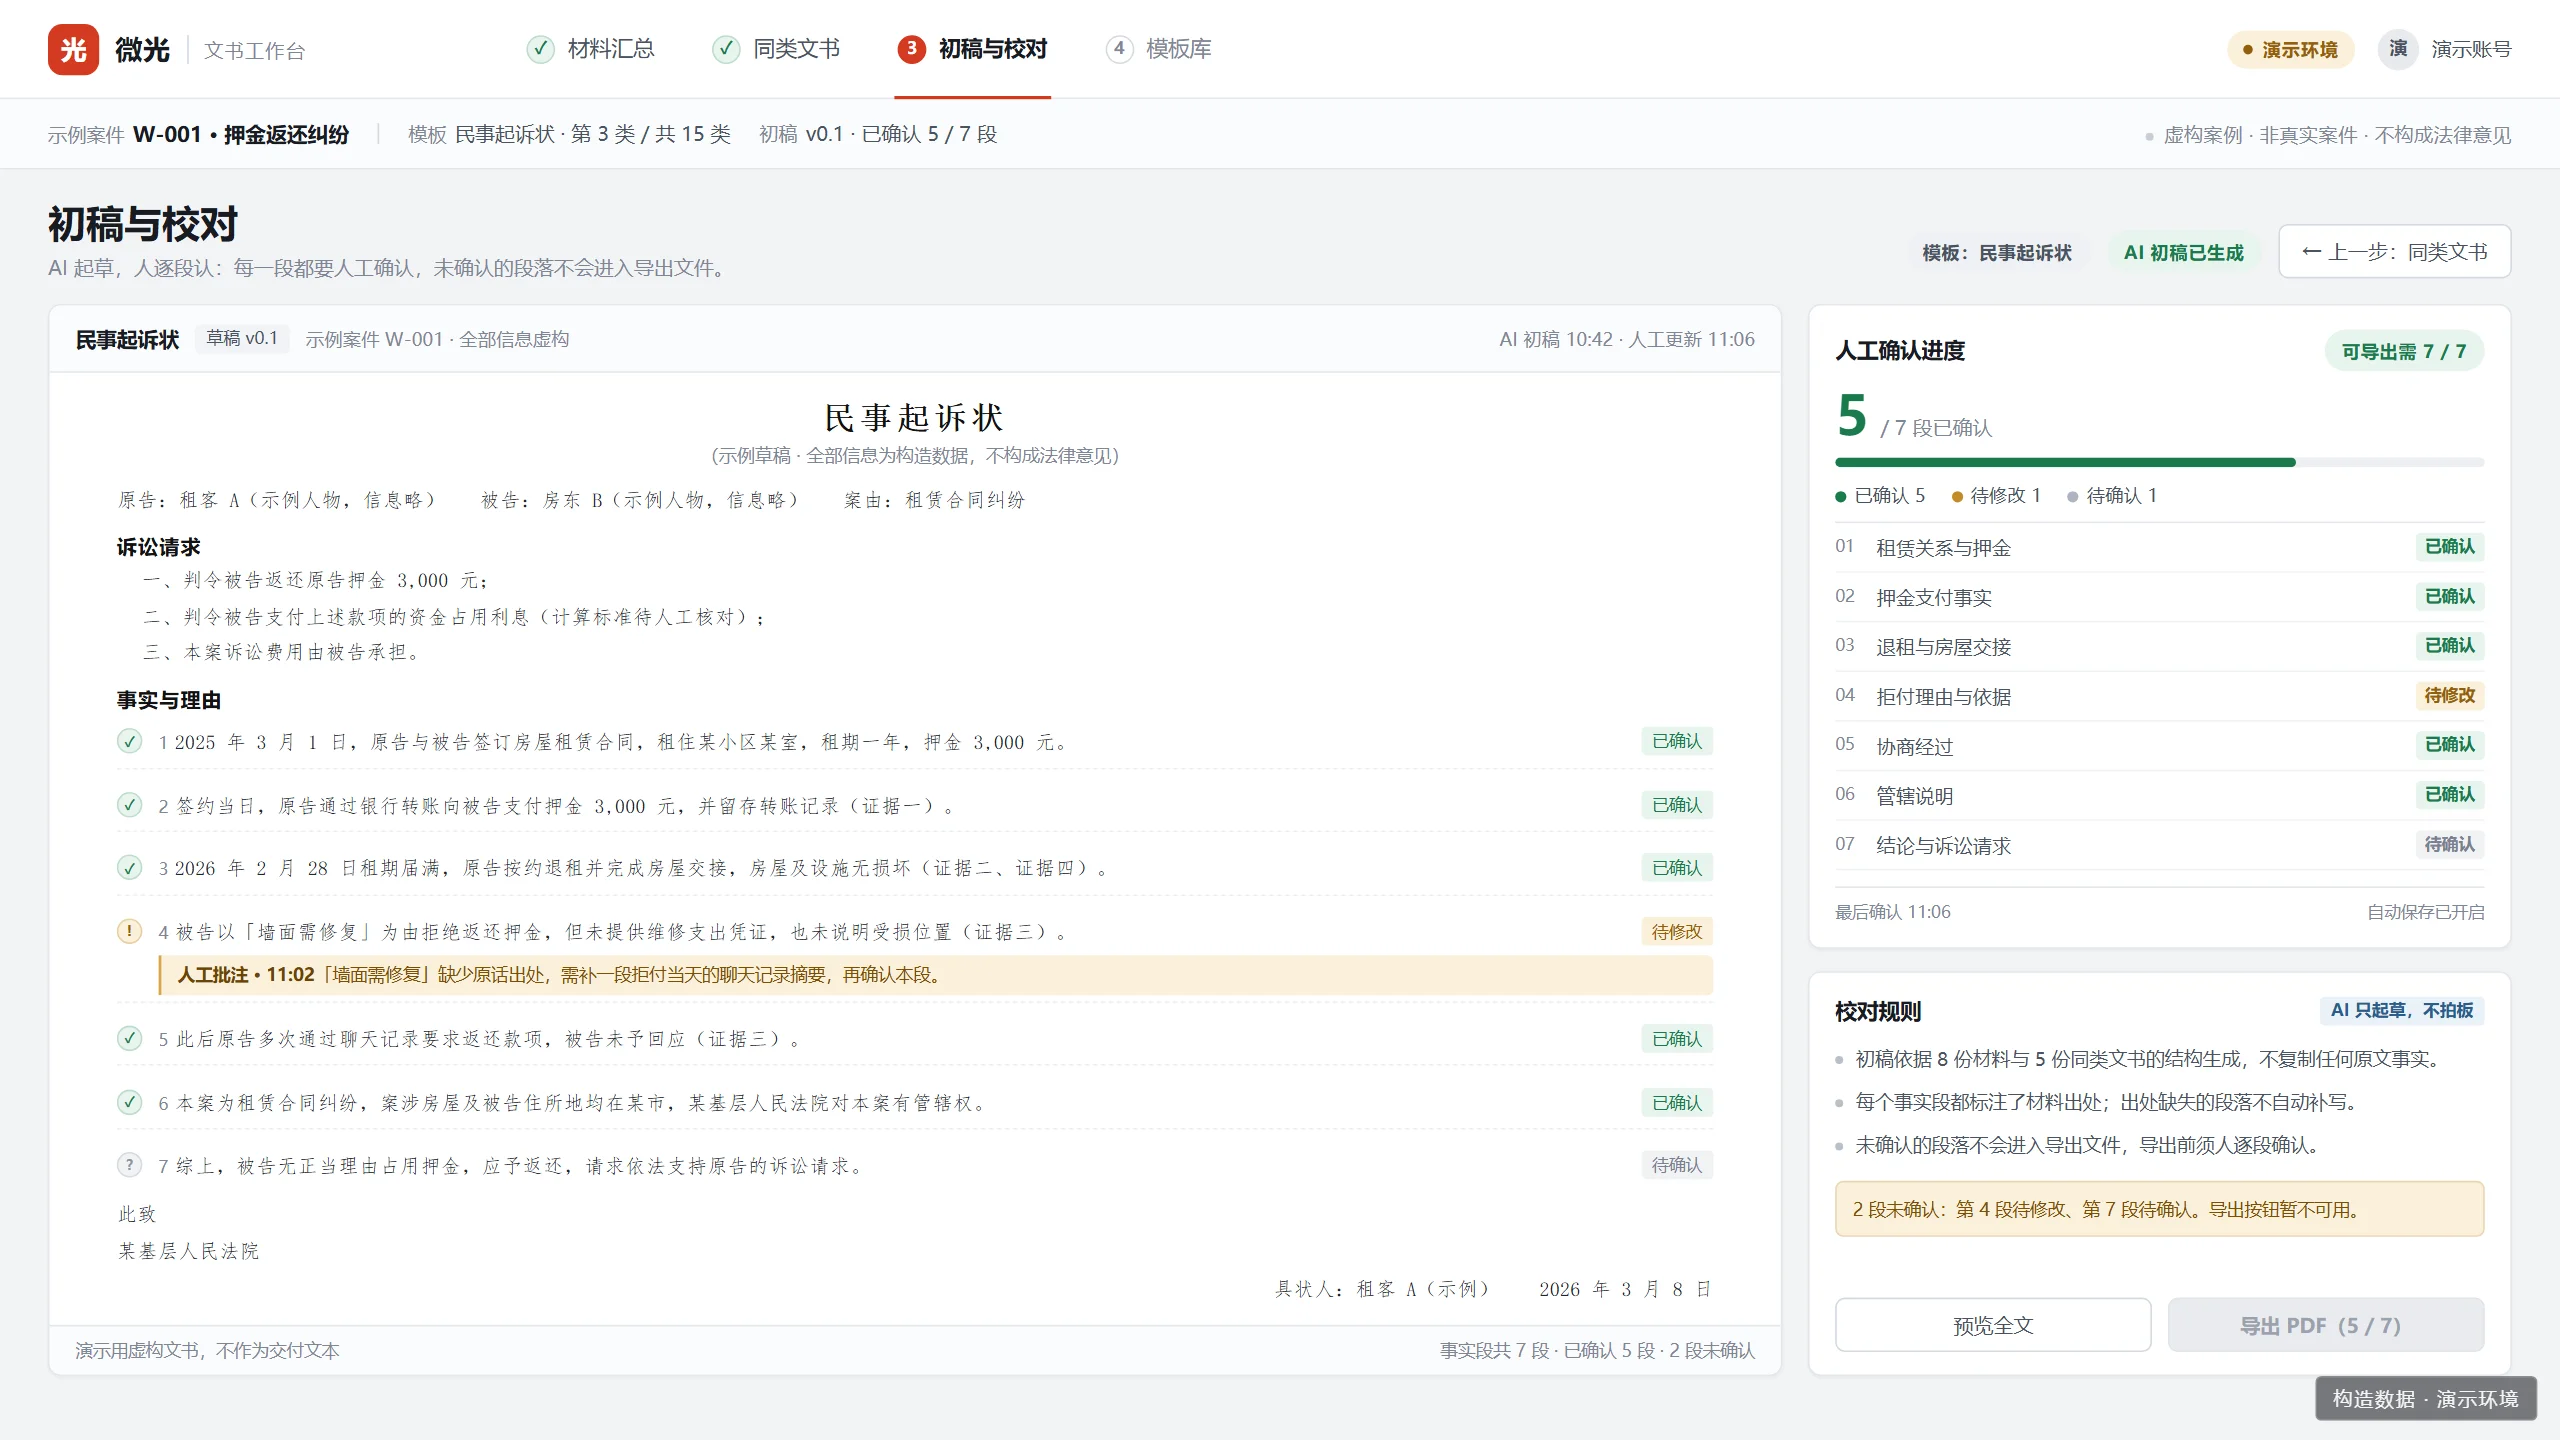 光 微光 文书工作台 ✓ 材料汇总 ✓ 同类文书 3 初稿与校对 4 模板库 演示环境 演 演示账号
示例案件 W-001 • 押金返还纠纷 模板 民事起诉状 · 第 3 类 / 共 15 类 初稿 v0.1 · 已确认 5 / 7 段 虚构案例 · 非真实案件 · 不构成法律意见
初稿与校对
AI 起草，人逐段认：每一段都要人工确认，未确认的段落不会进入导出文件。
模板：民事起诉状 AI 初稿已生成 ← 上一步：同类文书
民事起诉状 草稿 v0.1 示例案件 W-001 · 全部信息虚构 AI 初稿 10:42 · 人工更新 11:06
民事起诉状
（示例草稿 · 全部信息为构造数据，不构成法律意见）
原告：租客 A（示例人物，信息略） 被告：房东 B（示例人物，信息略） 案由：租赁合同纠纷
诉讼请求
一、判令被告返还原告押金 3,000 元；
二、判令被告支付上述款项的资金占用利息（计算标准待人工核对）；
三、本案诉讼费用由被告承担。
事实与理由
✓ 1 2025 年 3 月 1 日，原告与被告签订房屋租赁合同，租住某小区某室，租期一年，押金 3,000 元。 已确认
✓ 2 签约当日，原告通过银行转账向被告支付押金 3,000 元，并留存转账记录（证据一）。 已确认
✓ 3 2026 年 2 月 28 日租期届满，原告按约退租并完成房屋交接，房屋及设施无损坏（证据二、证据四）。 已确认
! 4 被告以「墙面需修复」为由拒绝返还押金，但未提供维修支出凭证，也未说明受损位置（证据三）。 待修改
人工批注 • 11:02「墙面需修复」缺少原话出处，需补一段拒付当天的聊天记录摘要，再确认本段。
✓ 5 此后原告多次通过聊天记录要求返还款项，被告未予回应（证据三）。 已确认
✓ 6 本案为租赁合同纠纷，案涉房屋及被告住所地均在某市，某基层人民法院对本案有管辖权。 已确认
? 7 综上，被告无正当理由占用押金，应予返还，请求依法支持原告的诉讼请求。 待确认
此致
某基层人民法院
具状人：租客 A（示例） 2026 年 3 月 8 日
演示用虚构文书，不作为交付文本 事实段共 7 段 · 已确认 5 段 · 2 段未确认
人工确认进度 可导出需 7 / 7
5 / 7 段已确认
已确认 5 待修改 1 待确认 1
01 租赁关系与押金 已确认
02 押金支付事实 已确认
03 退租与房屋交接 已确认
04 拒付理由与依据 待修改
05 协商经过 已确认
06 管辖说明 已确认
07 结论与诉讼请求 待确认
最后确认 11:06 自动保存已开启
校对规则 AI 只起草，不拍板
初稿依据 8 份材料与 5 份同类文书的结构生成，不复制任何原文事实。
每个事实段都标注了材料出处；出处缺失的段落不自动补写。
未确认的段落不会进入导出文件，导出前须人逐段确认。
2 段未确认：第 4 段待修改、第 7 段待确认。导出按钮暂不可用。
预览全文 导出 PDF（5 / 7）
构造数据 · 演示环境